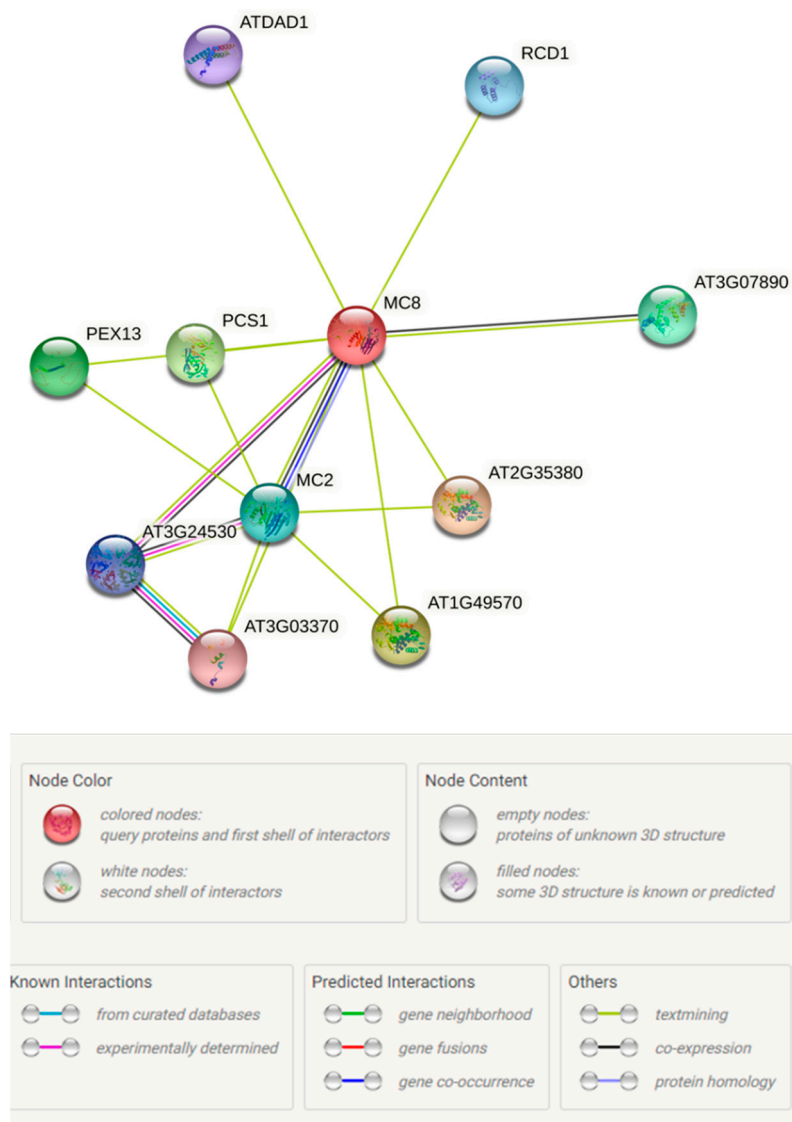 ATDAD1
RCD1
AT3G07890
MC8
PCS1
PEX13
AT2G35380
MC2
AT3G24530
AT1G49570
AT3G03370
Node Color
colored nodes:
query proteins and first shell of interactors
white nodes:
second shell of interactors
Node Content
empty nodes:
proteins of unknown 3D structure
filled nodes:
some 3D structure is known or predicted
Known Interactions
from curated databases
experimentally determined
Predicted Interactions
gene neighborhood
gene fusions
gene co-occurrence
Others
textmining
co-expression
protein homology